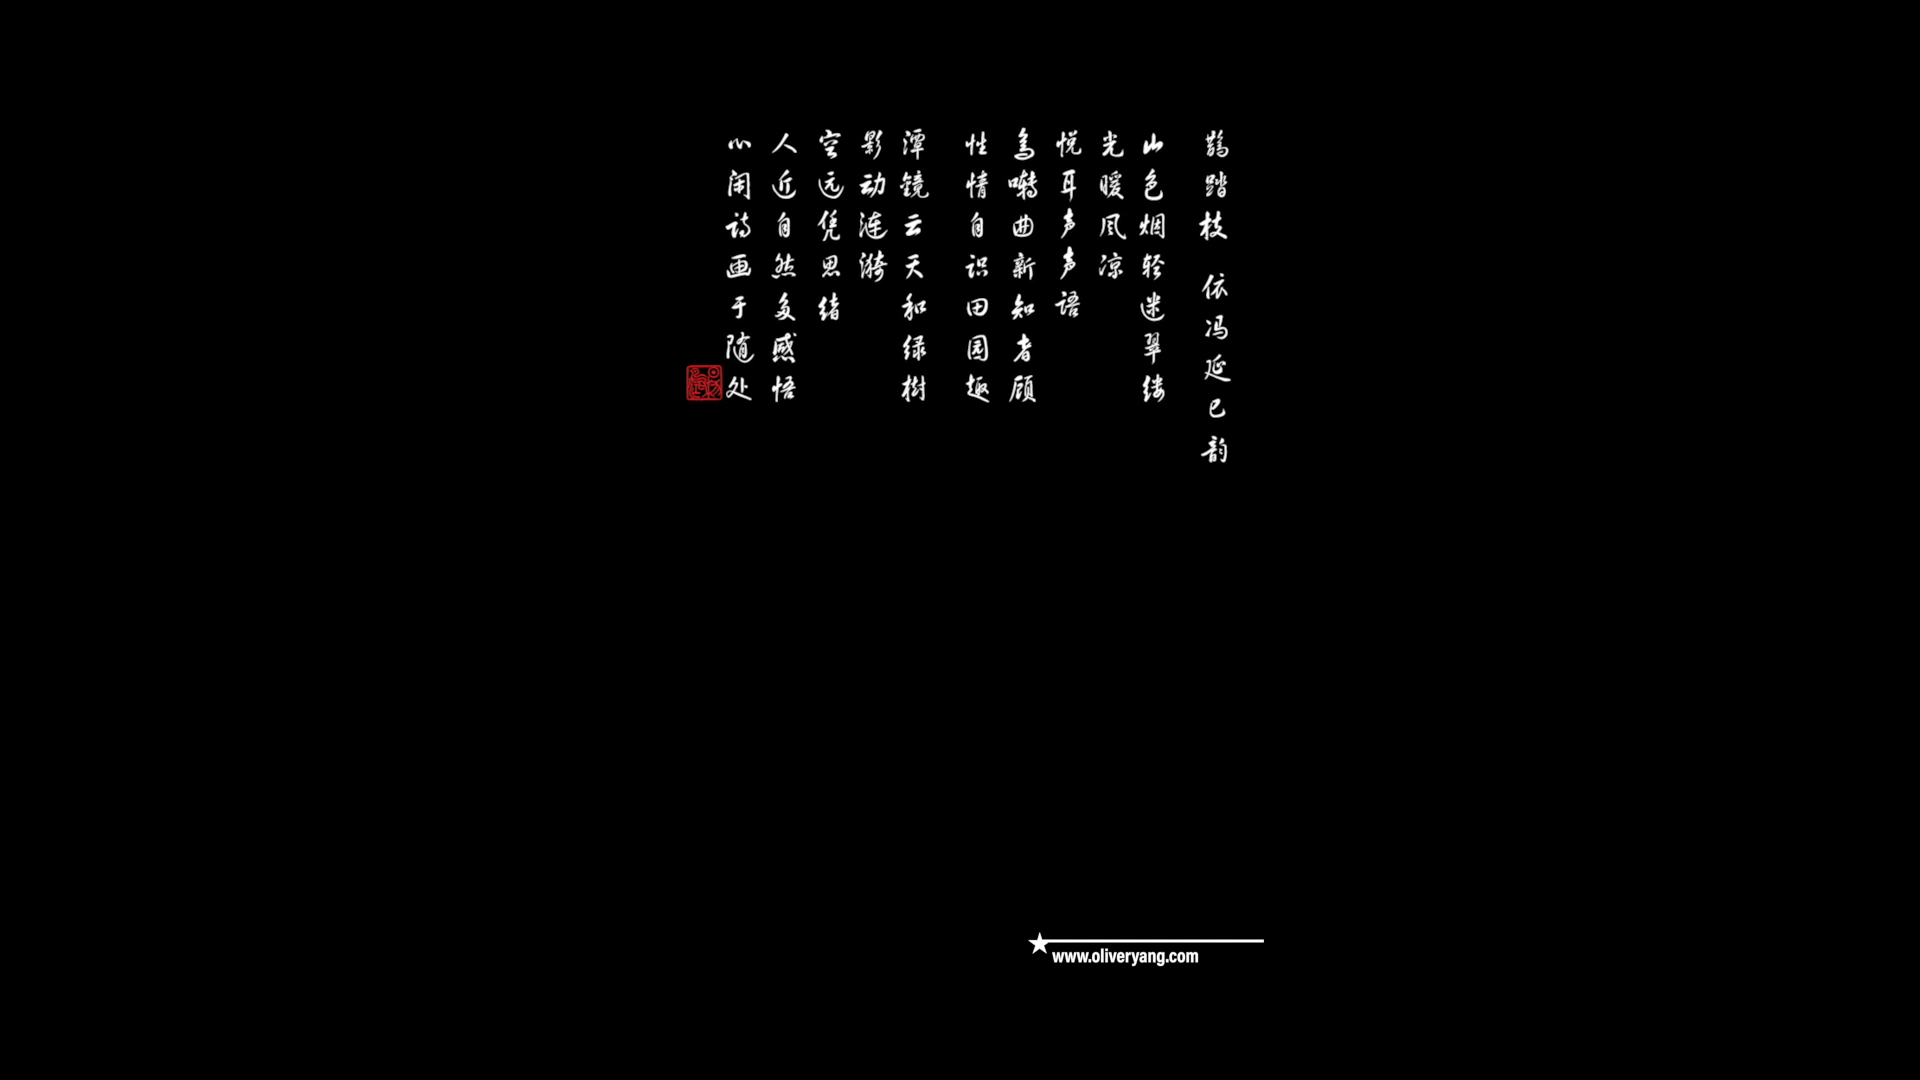 鹊踏枝 依冯延巳韵
山色烟轻迷翠缕
光暖风凉
悦耳声声语
鸟啭曲新知者顾
性情自识田园趣
潭镜云天和绿树
影动涟漪
空远凭思绪
人近自然多感悟
心闲诗画于随处
www.oliveryang.com